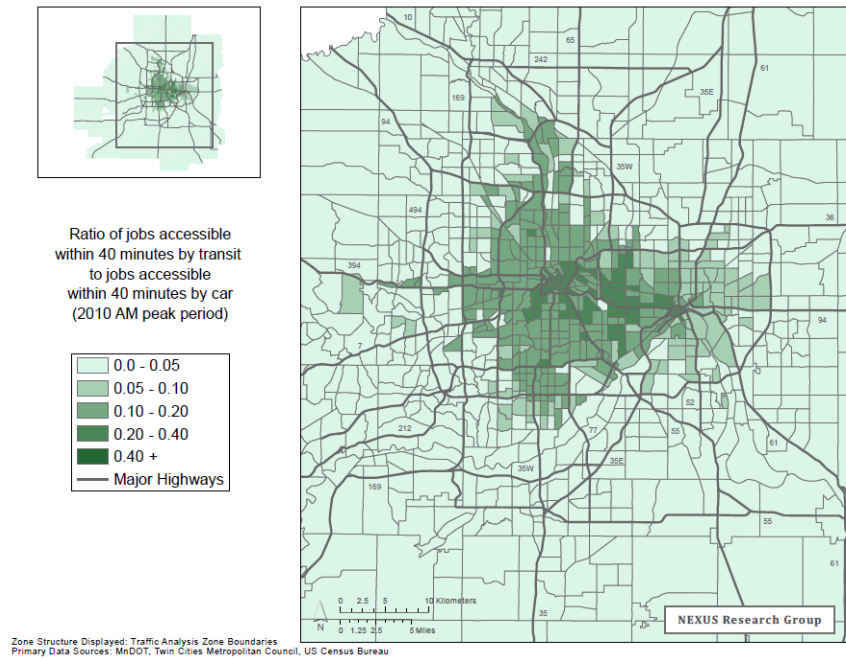 Ratio of jobs accessible
within 40 minutes by transit
to jobs accessible
within 40 minutes by car
(2010 AM peak period)
0.0 - 0.05
0.05 - 0.10
0.10 - 0.20
0.20 - 0.40
0.40 +
Major Highways
10
65
61
242
35E
169
94
35W
494
36
394
94
7
52
77
55
212
61
35W
35E
169
55
61
0 2.5 5 10 Kilometers
N
0 1.25 2.5 5 Miles
35
NEXUS Research Group
Zone Structure Displayed: Traffic Analysis Zone Boundaries
Primary Data Sources: MnDOT, Twin Cities Metropolitan Council, US Census Bureau